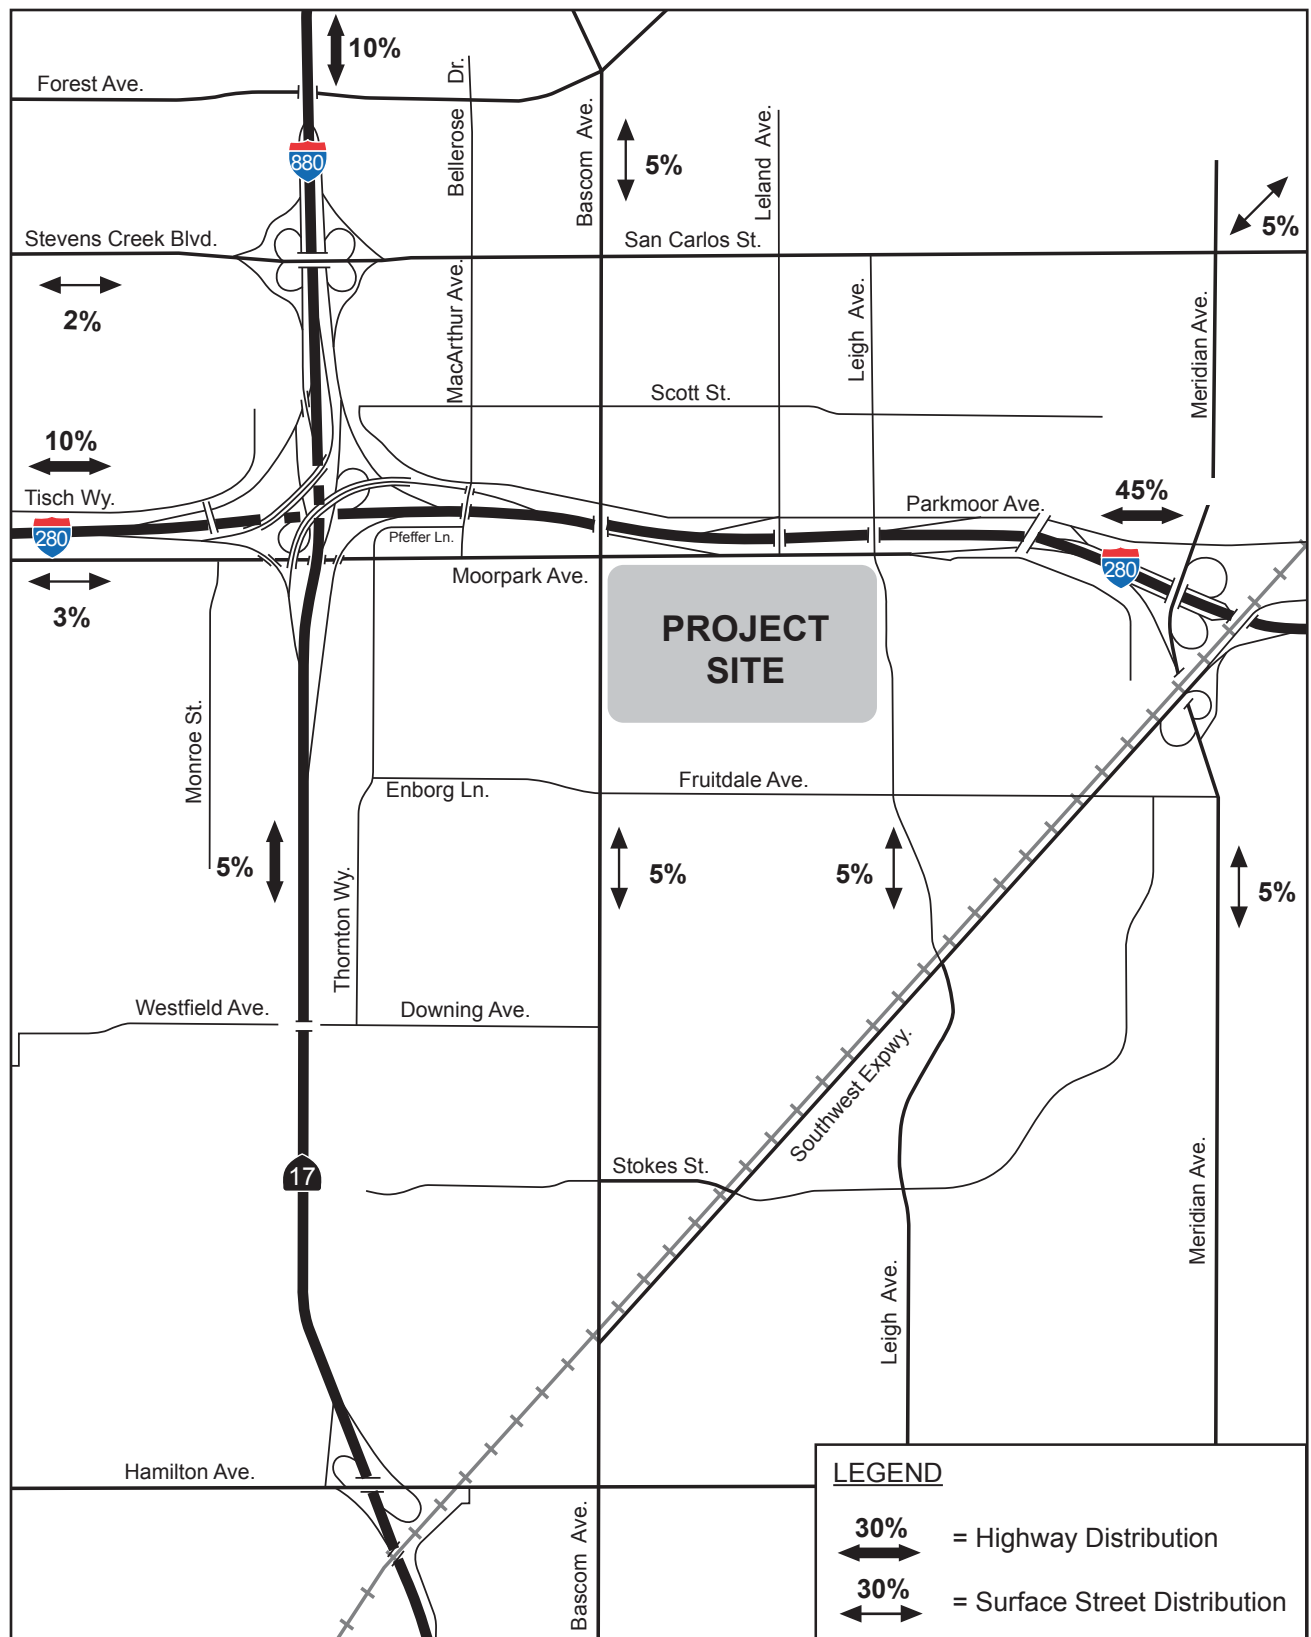 10%
Forest Ave.
Bellerose Dr.
Bascom Ave.
5%
Leland Ave.
880
5%
Stevens Creek Blvd.
San Carlos St.
2%
MacArthur Ave.
Leigh Ave.
Meridian Ave.
Scott St.
10%
Tisch Wy.
280
Parkmoor Ave.
45%
Pfeffer Ln.
280
Moorpark Ave.
3%
PROJECT
SITE
Monroe St.
Enborg Ln.
Fruitdale Ave.
5%
5%
5%
5%
Thornton Wy.
Westfield Ave.
Downing Ave.
Southwest Expwy.
17
Stokes St.
Meridian Ave.
Leigh Ave.
Hamilton Ave.
Bascom Ave.
LEGEND
30%
= Highway Distribution
30%
= Surface Street Distribution